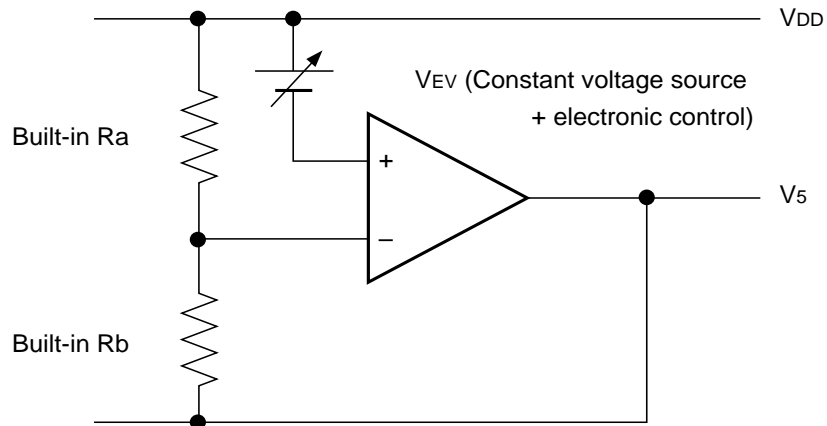 VDD
VEV (Constant voltage source
+ electronic control)
Built-in Ra
+
V5
−
Built-in Rb